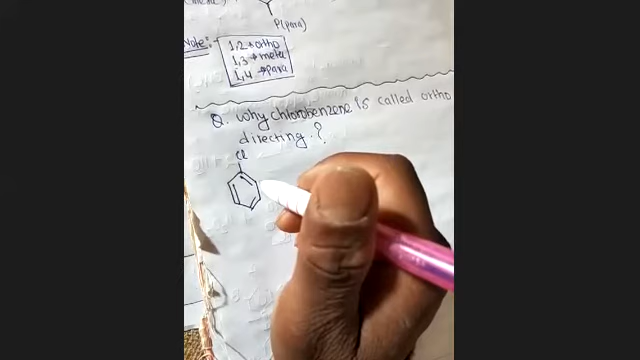 P(para)
Note:-
1,2→ortho
1,3→meta
1,4→para
Q. why chlorobenzene is called ortho
directing.?
Cl